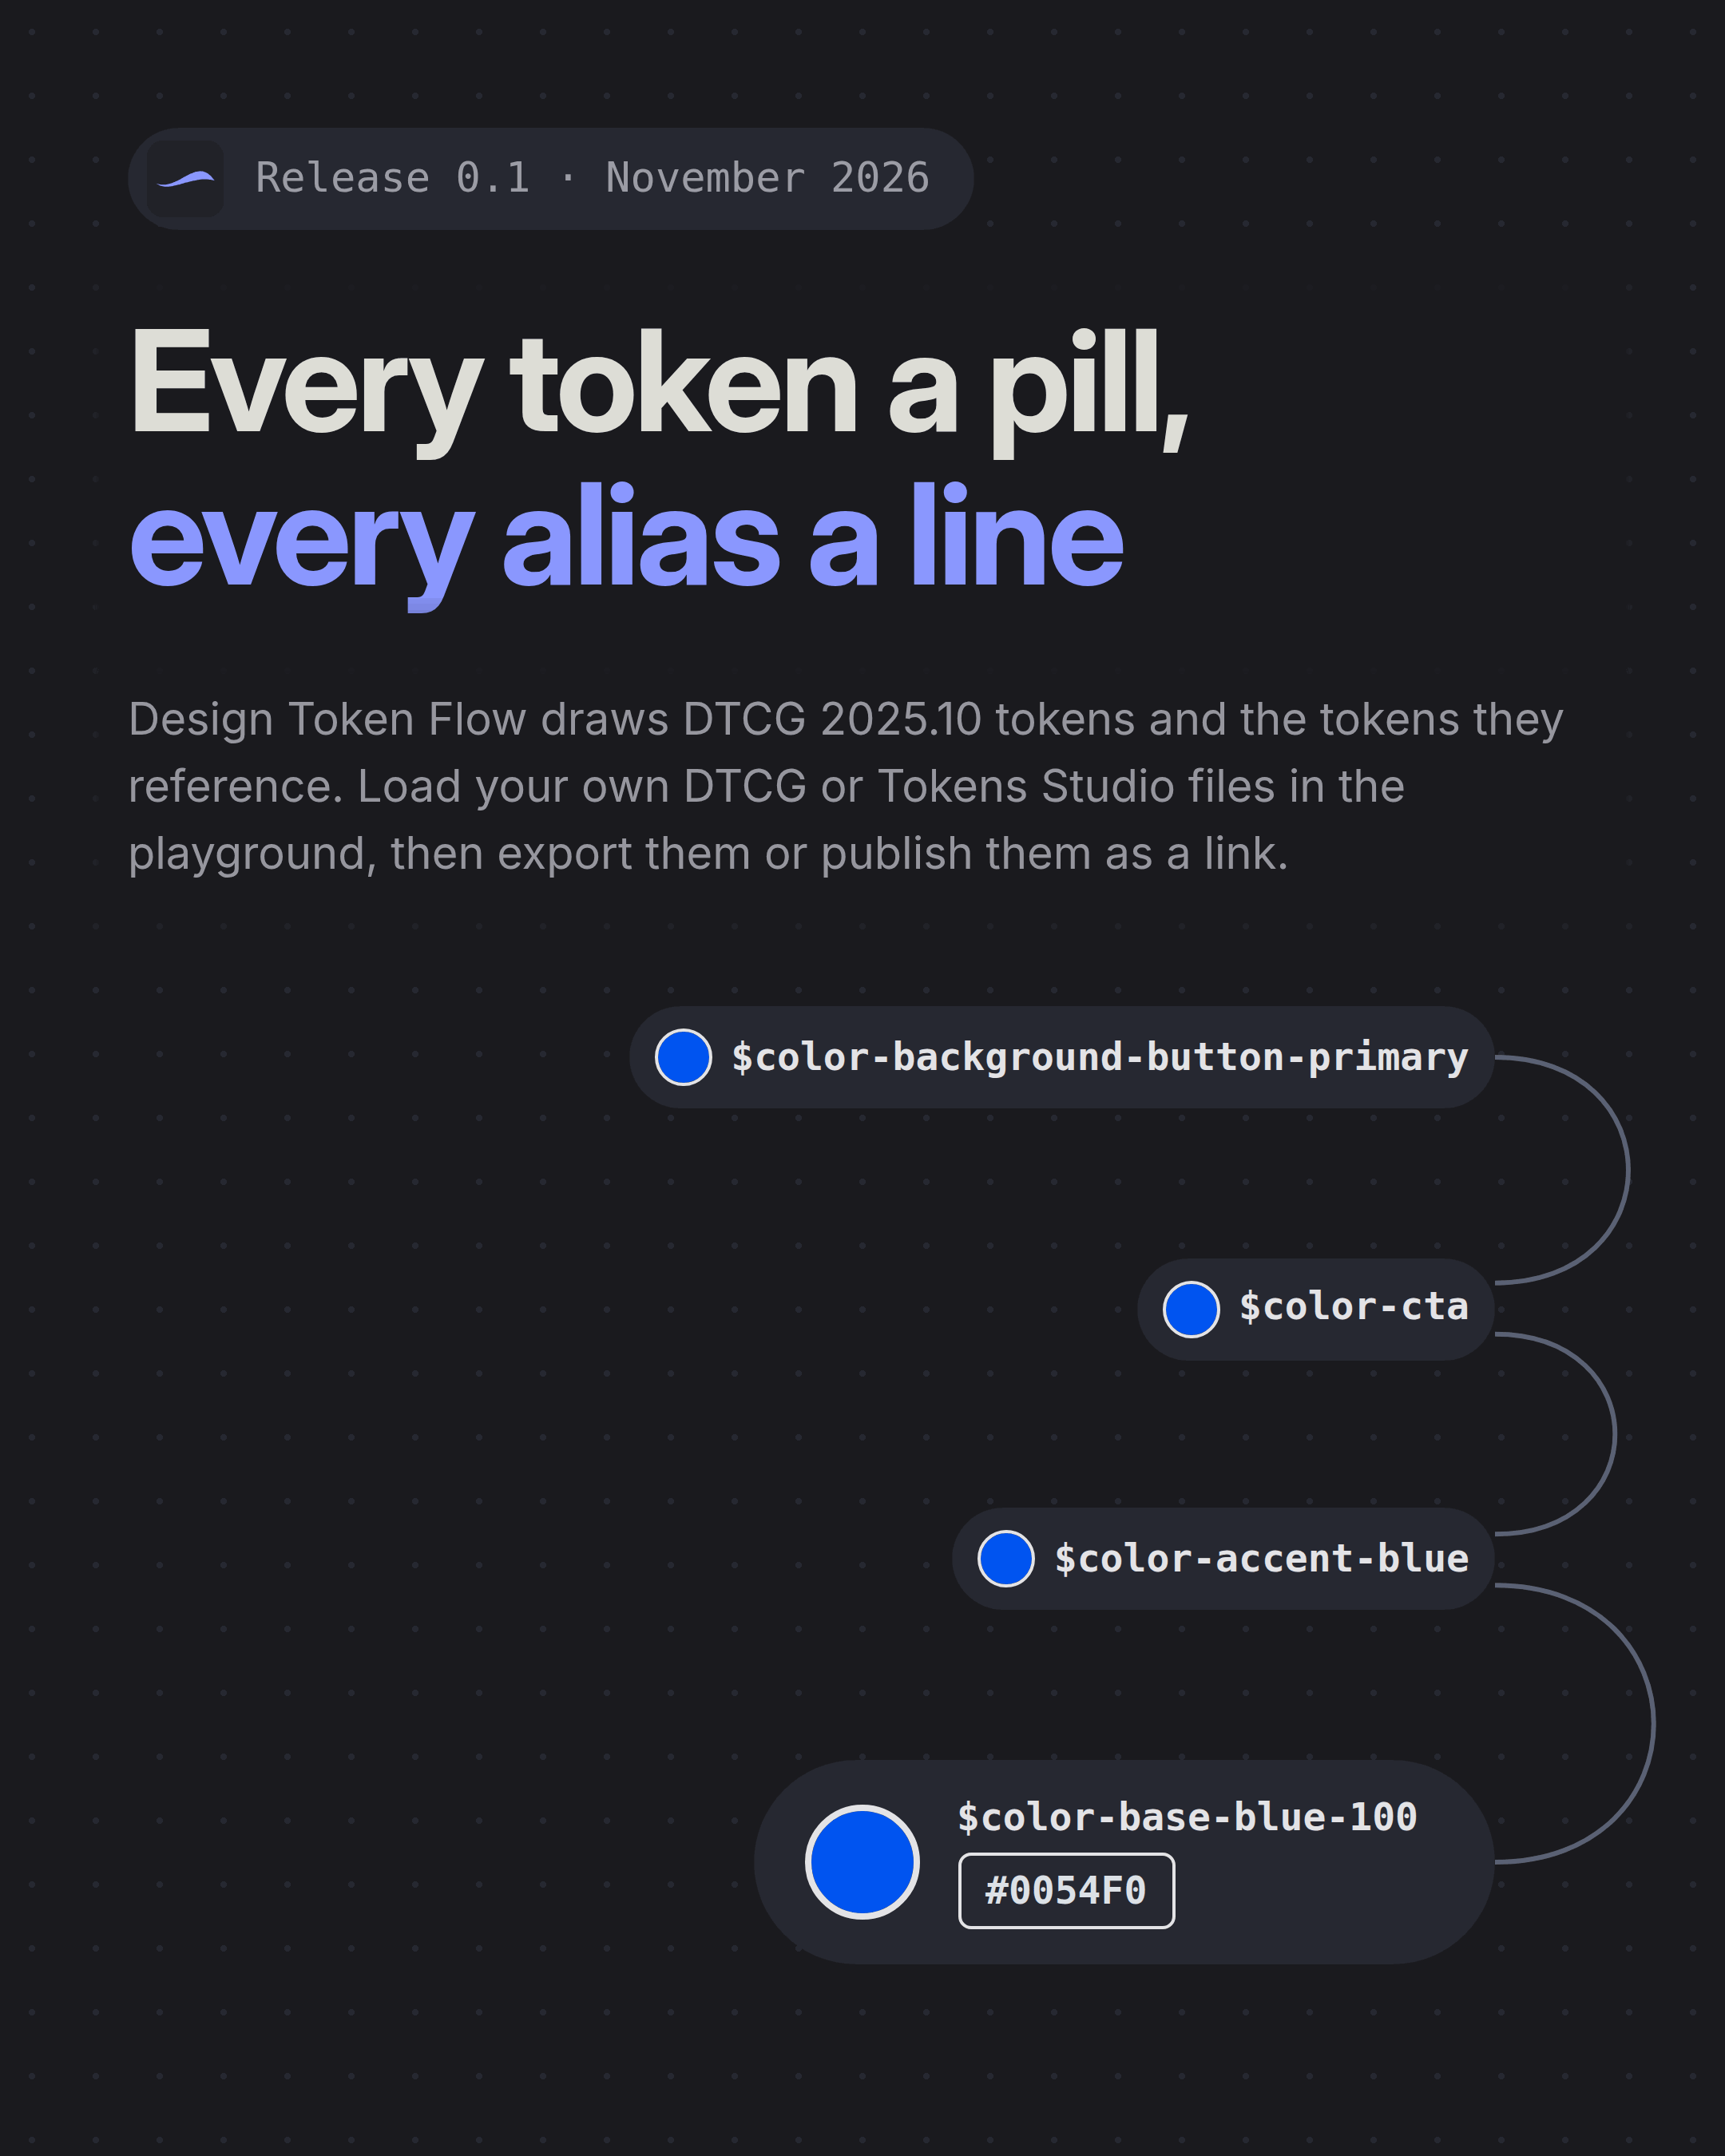 Release 0.1 · November 2026
Every token a pill,
every alias a line
Design Token Flow draws DTCG 2025.10 tokens and the tokens they
reference. Load your own DTCG or Tokens Studio files in the
playground, then export them or publish them as a link.
$color-background-button-primary
$color-cta
$color-accent-blue
$color-base-blue-100
#0054F0